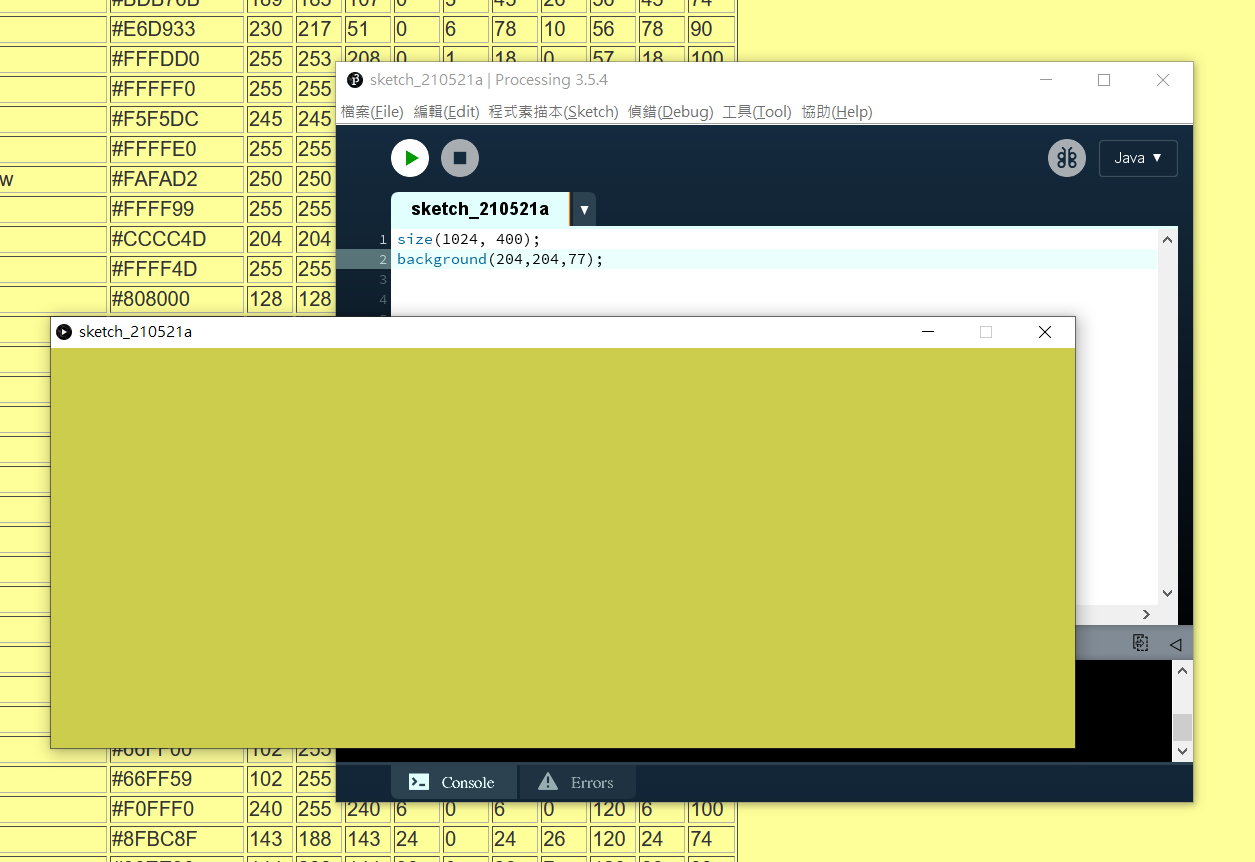 #BDB76B 189 183 107 0 5 43 26 56 43 74
#E6D933 230 217 51 0 6 78 10 56 78 90
#FFFDD0 255 253 208 0 1 18 0 57 18 100
sketch_210521a | Processing 3.5.4
#FFFFF0 255 255
檔案(File) 編輯(Edit) 程式素描本(Sketch) 偵錯(Debug) 工具(Tool) 協助(Help)
#F5F5DC 245 245
#FFFFE0 255 255
Java ▼
w #FAFAD2 250 250
#FFFF99 255 255
sketch_210521a ▼
#CCCC4D 204 204
1 size(1024, 400);
2 background(204,204,77);
#FFFF4D 255 255
3
#808000 128 128
4
sketch_210521a
#66FF00 102 255
#66FF59 102 255
Console Errors
#F0FFF0 240 255 240 6 0 6 0 120 6 100
#8FBC8F 143 188 143 24 0 24 26 120 24 74